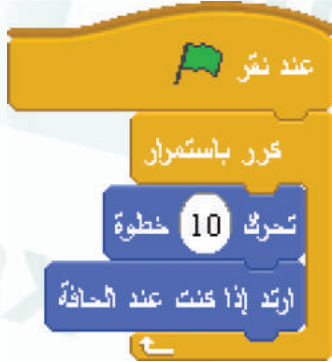 عند نقر
كرر باستمرار
تحرك 10 خطوة
ارتد إذا كنت عند الحافة